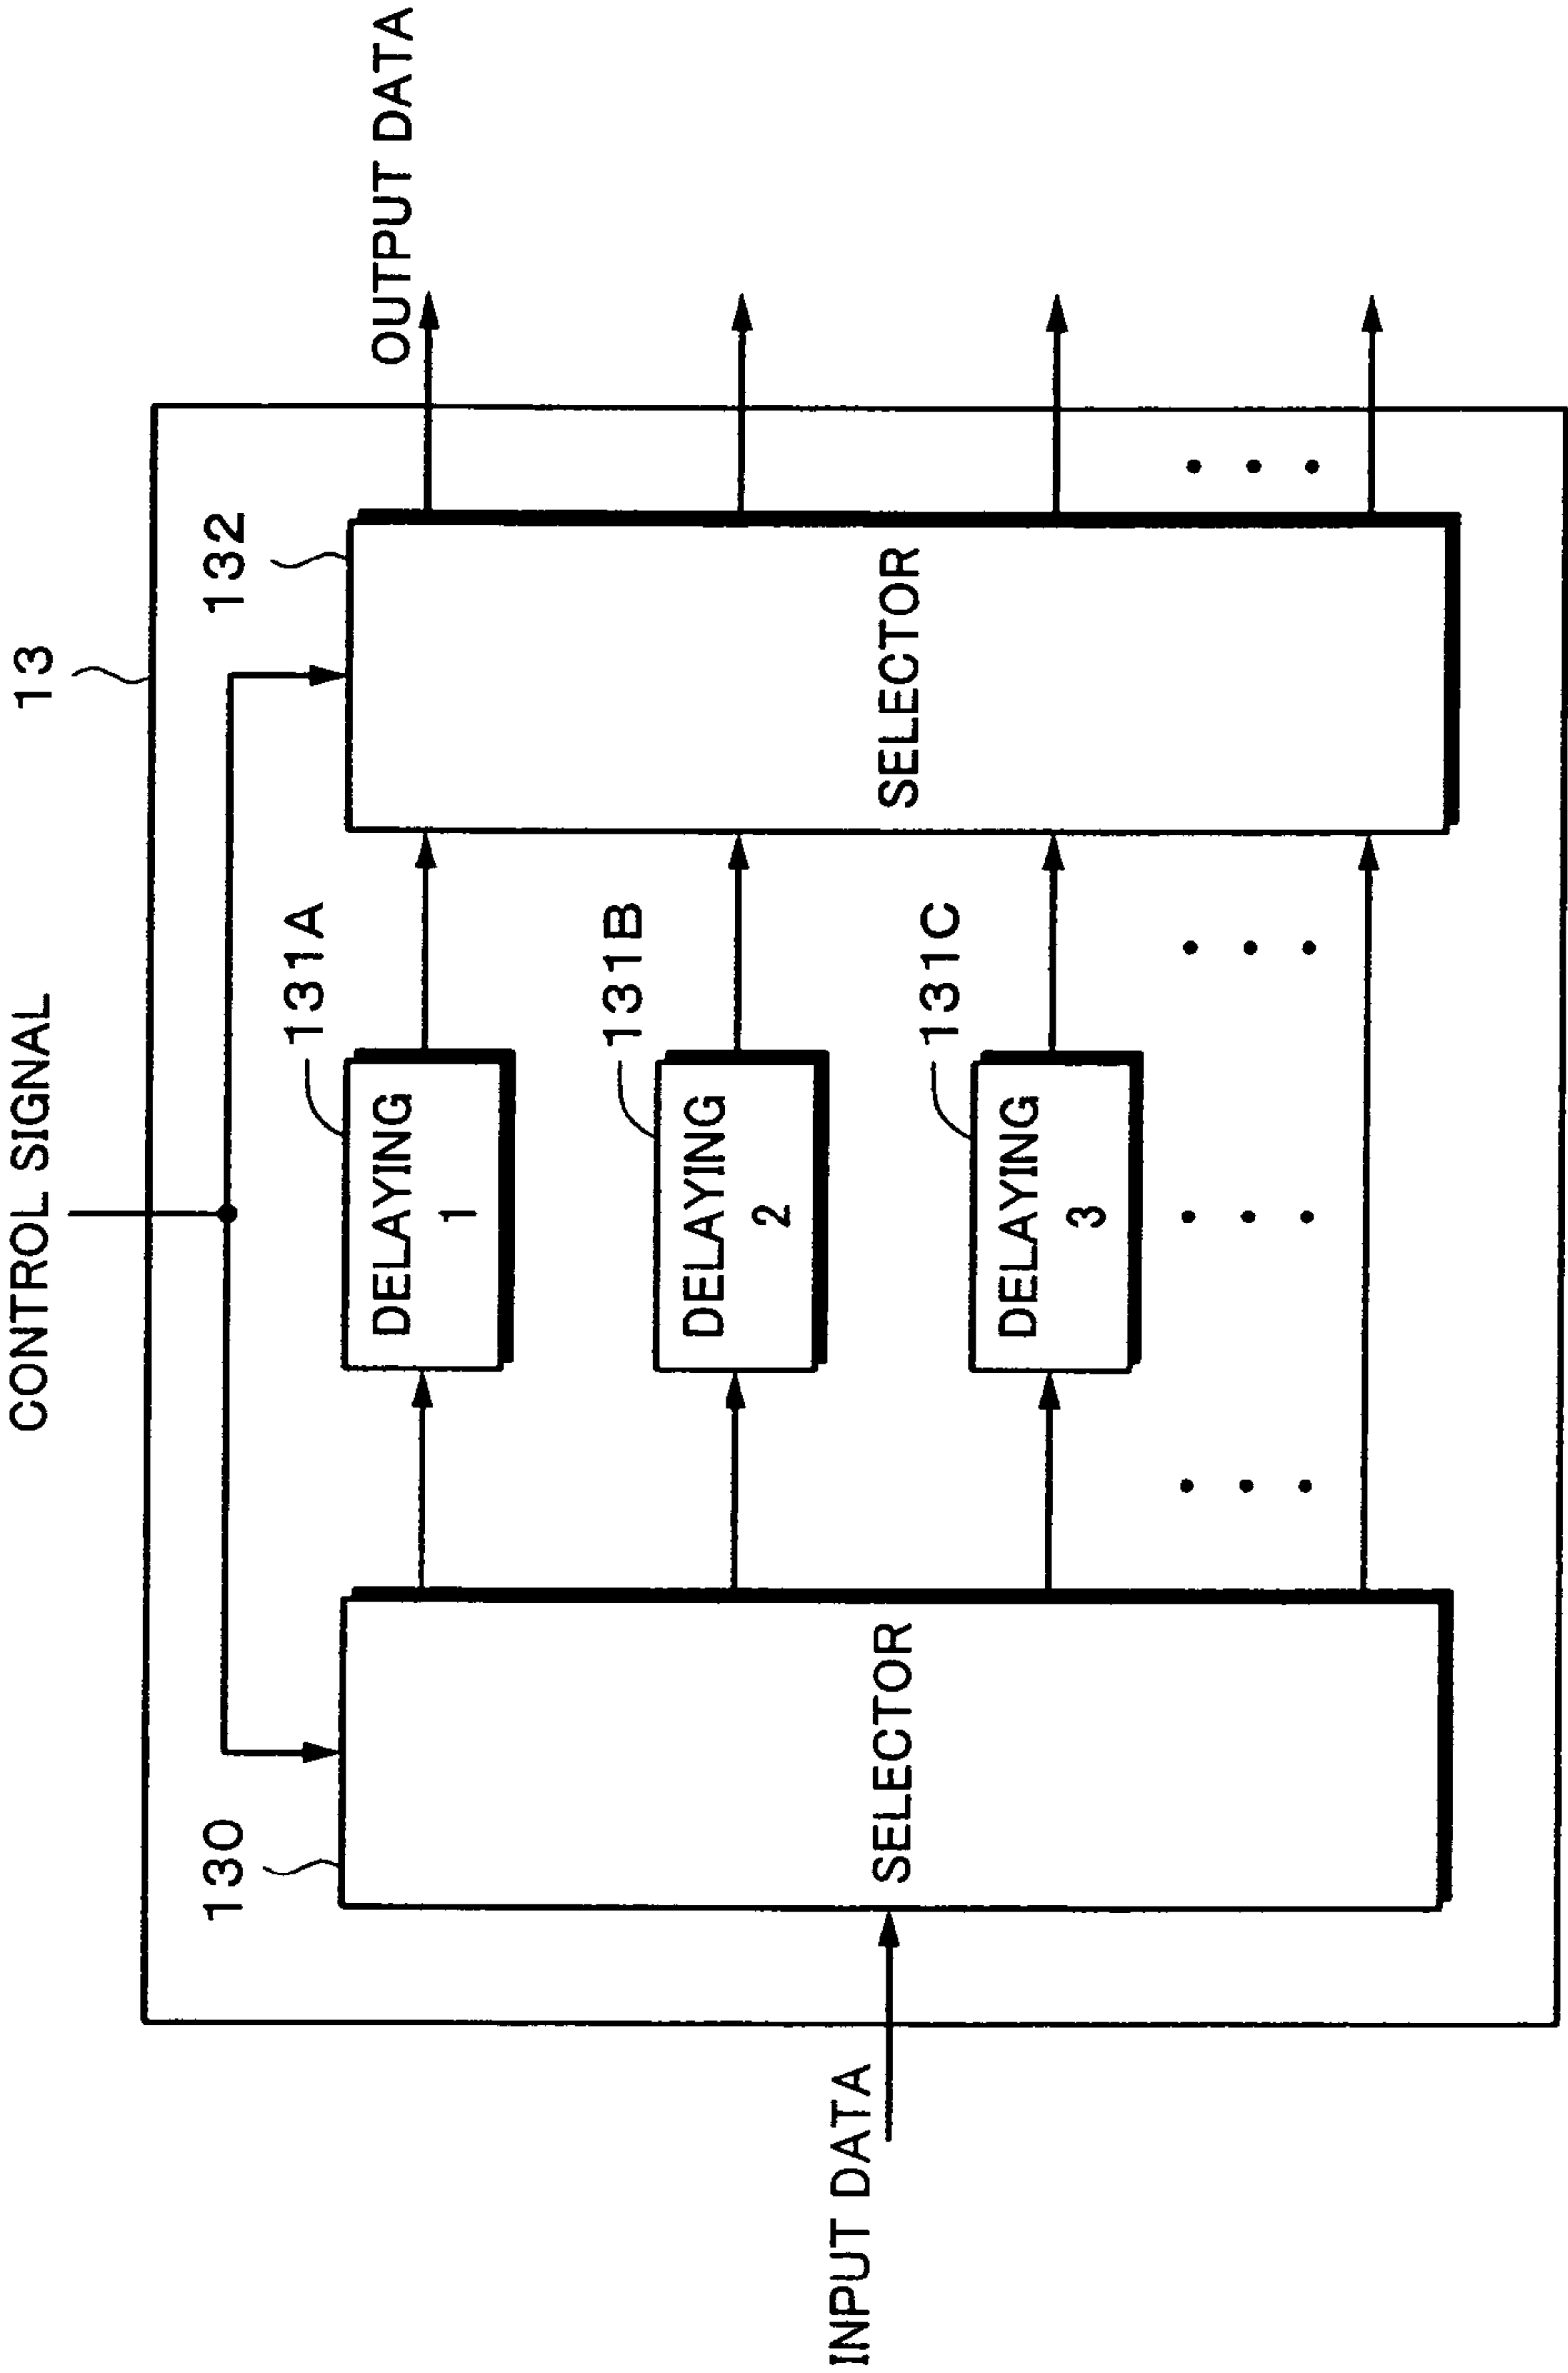 CONTROL SIGNAL
13
130
132
OUTPUT DATA
131A
DELAYING
1
131B
DELAYING
2
131C
DELAYING
3
SELECTOR
SELECTOR
INPUT DATA